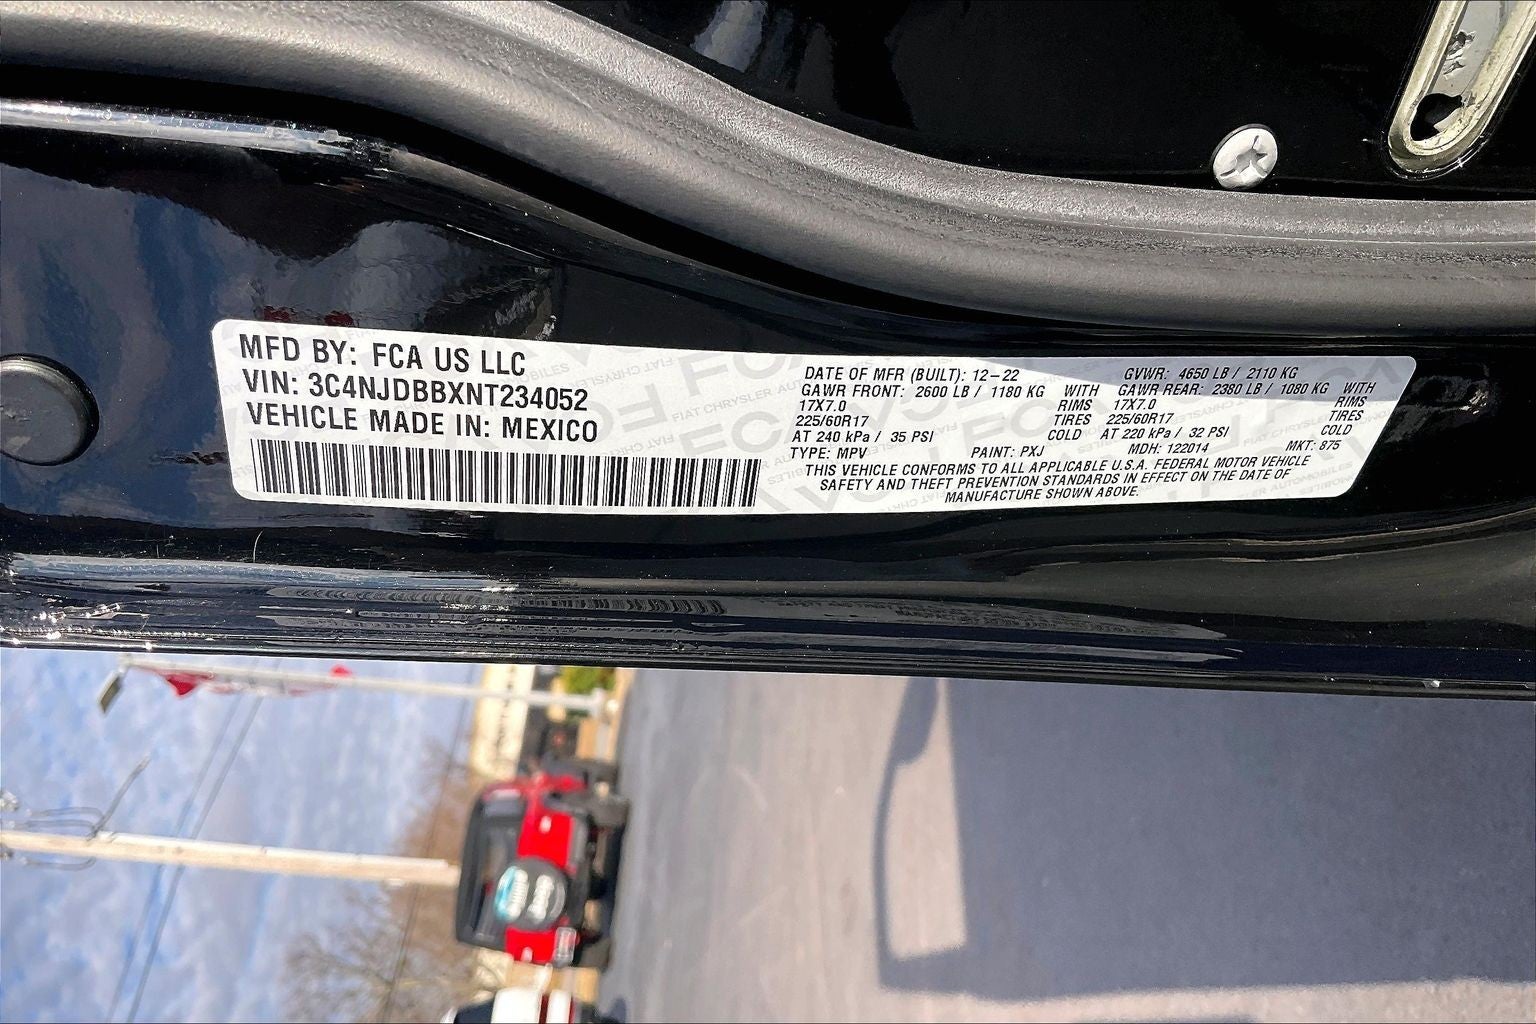 MFD BY: FCA US LLC
VIN: 3C4NJDBBXNT234052
VEHICLE MADE IN: MEXICO
DATE OF MFR (BUILT): 12-22 GVWR: 4650 LB / 2110 KG
GAWR FRONT: 2600 LB / 1180 KG WITH GAWR REAR: 2380 LB / 1080 KG WITH
17X7.0 RIMS 17X7.0 RIMS
225/60R17 TIRES 225/60R17 TIRES
AT 240 kPa / 35 PSI COLD AT 220 kPa / 32 PSI COLD
TYPE: MPV PAINT: PXJ MDH: 122014 MKT: 875
THIS VEHICLE CONFORMS TO ALL APPLICABLE U.S.A. FEDERAL MOTOR VEHICLE
SAFETY AND THEFT PREVENTION STANDARDS IN EFFECT ON THE DATE OF
MANUFACTURE SHOWN ABOVE.